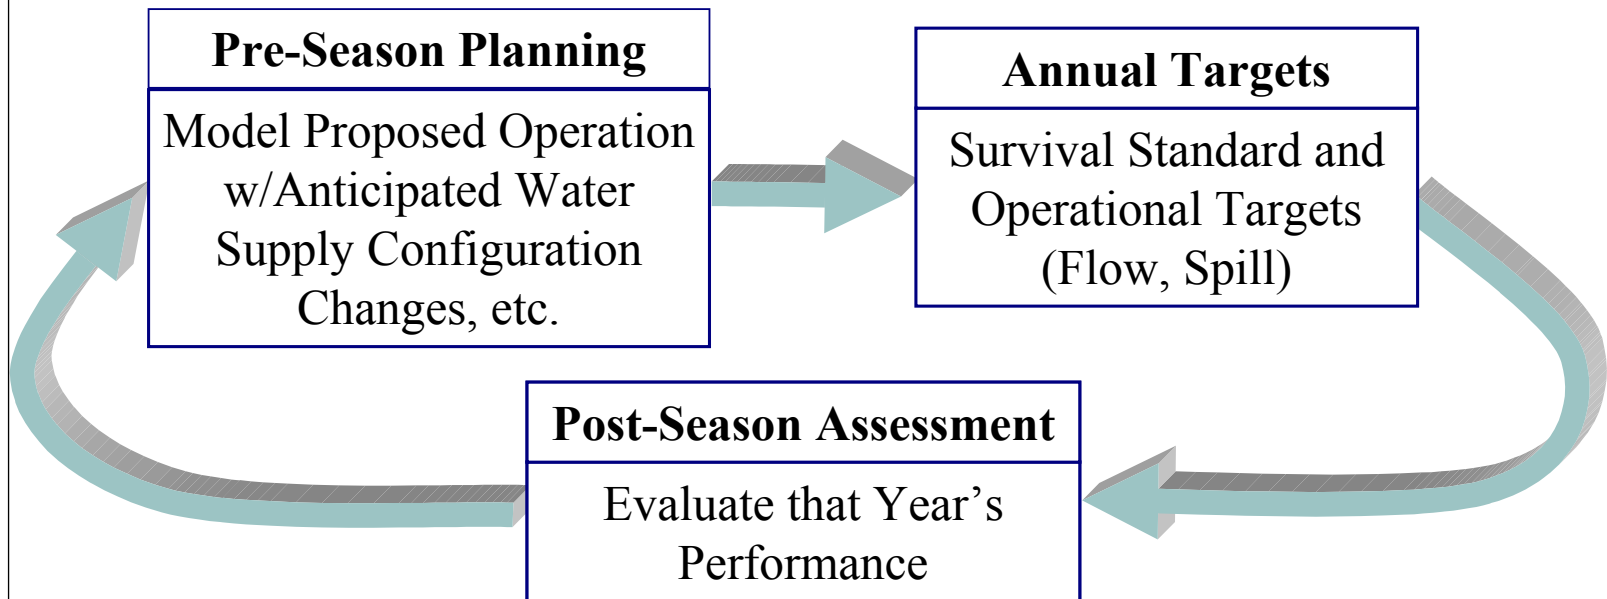 Pre-Season Planning
Model Proposed Operation
w/Anticipated Water
Supply Configuration
Changes, etc.
Annual Targets
Survival Standard and
Operational Targets
(Flow, Spill)
Post-Season Assessment
Evaluate that Year’s
Performance